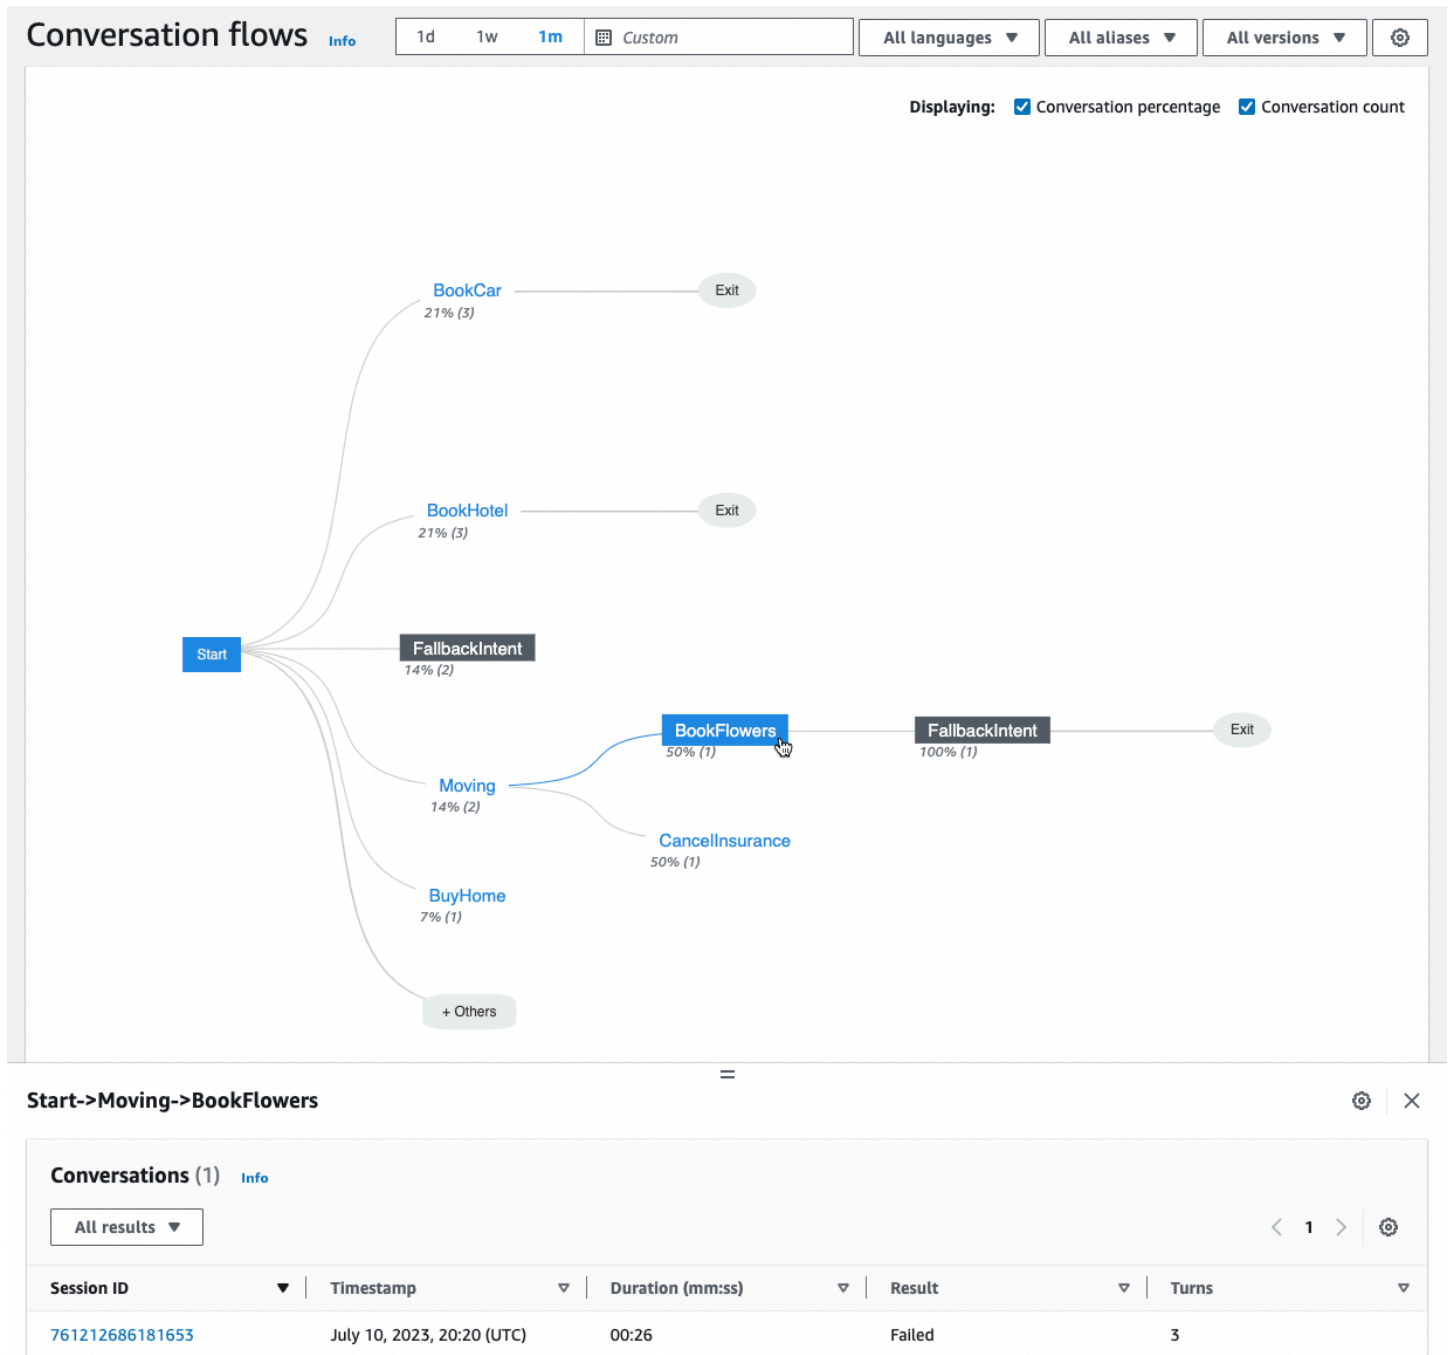 Conversation flows Info 1d 1w 1m Custom All languages All aliases All versions
Displaying: Conversation percentage Conversation count
BookCar Exit
21% (3)
BookHotel Exit
21% (3)
Start FallbackIntent
14% (2)
BookFlowers FallbackIntent Exit
50% (1) 100% (1)
Moving
14% (2)
CancelInsurance
50% (1)
BuyHome
7% (1)
+ Others
Start->Moving->BookFlowers
Conversations (1) Info
All results 1
Session ID Timestamp Duration (mm:ss) Result Turns
761212686181653 July 10, 2023, 20:20 (UTC) 00:26 Failed 3